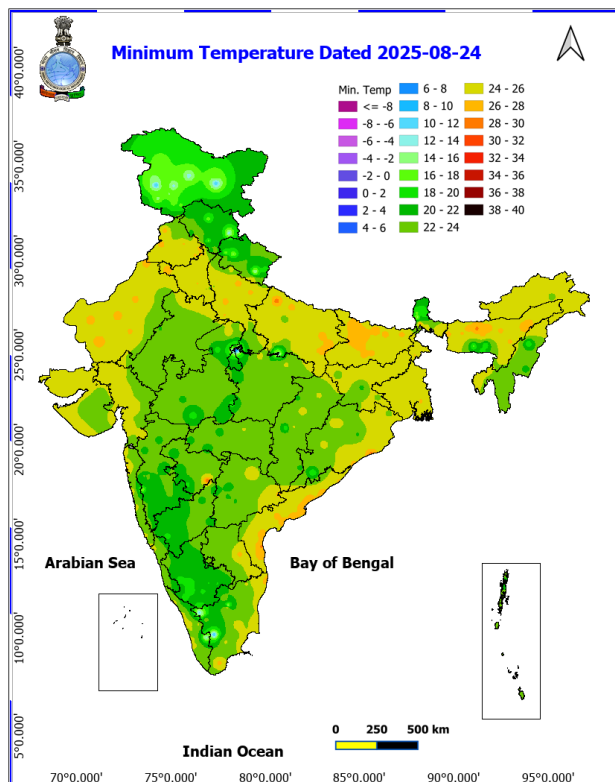 Minimum Temperature Dated 2025-08-24
Min. Temp
<= -8
-8 - -6
-6 - -4
-4 - -2
-2 - 0
0 - 2
2 - 4
4 - 6
6 - 8
8 - 10
10 - 12
12 - 14
14 - 16
16 - 18
18 - 20
20 - 22
22 - 24
24 - 26
26 - 28
28 - 30
30 - 32
32 - 34
34 - 36
36 - 38
38 - 40
40°0.000'
35°0.000'
30°0.000'
25°0.000'
20°0.000'
15°0.000'
10°0.000'
5°0.000'
Arabian Sea
Bay of Bengal
Indian Ocean
0 250 500 km
70°0.000' 75°0.000' 80°0.000' 85°0.000' 90°0.000' 95°0.000'